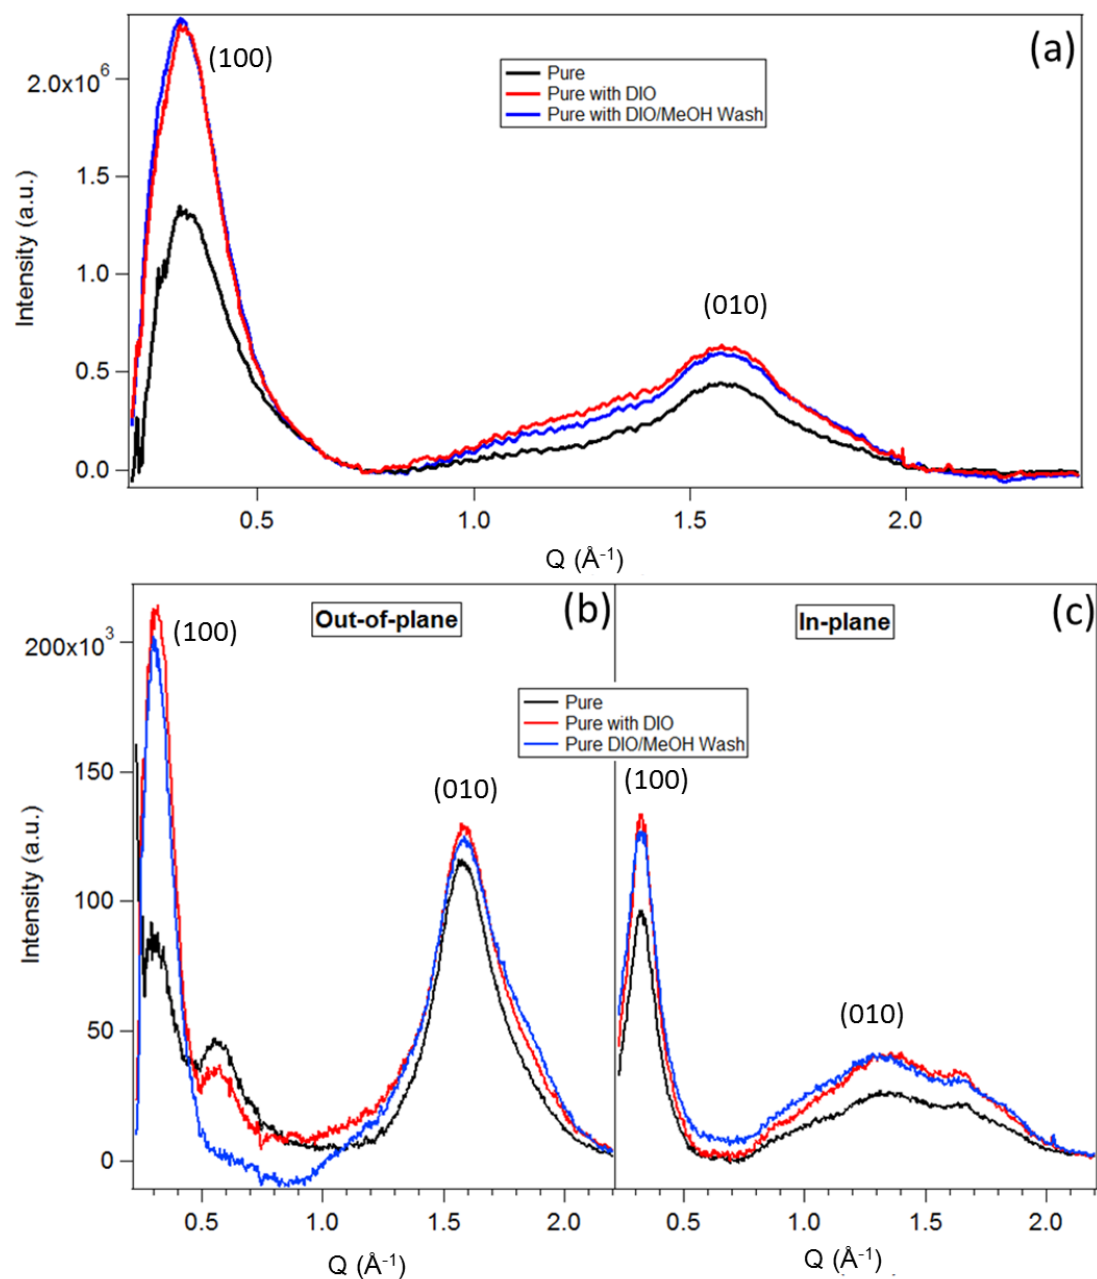 (a)
(100)
Pure
Pure with DIO
Pure with DIO/MeOH Wash
(010)
Intensity (a.u.)
2.0x10⁶
1.5
1.0
0.5
0.0
0.5 1.0 1.5 2.0
Q (Å⁻¹)
Out-of-plane
(b)
(100)
(010)
Intensity (a.u.)
200x10³
150
100
50
0
0.5 1.0 1.5 2.0
Q (Å⁻¹)
Pure
Pure with DIO
Pure DIO/MeOH Wash
In-plane
(c)
(100)
(010)
0.5 1.0 1.5 2.0
Q (Å⁻¹)